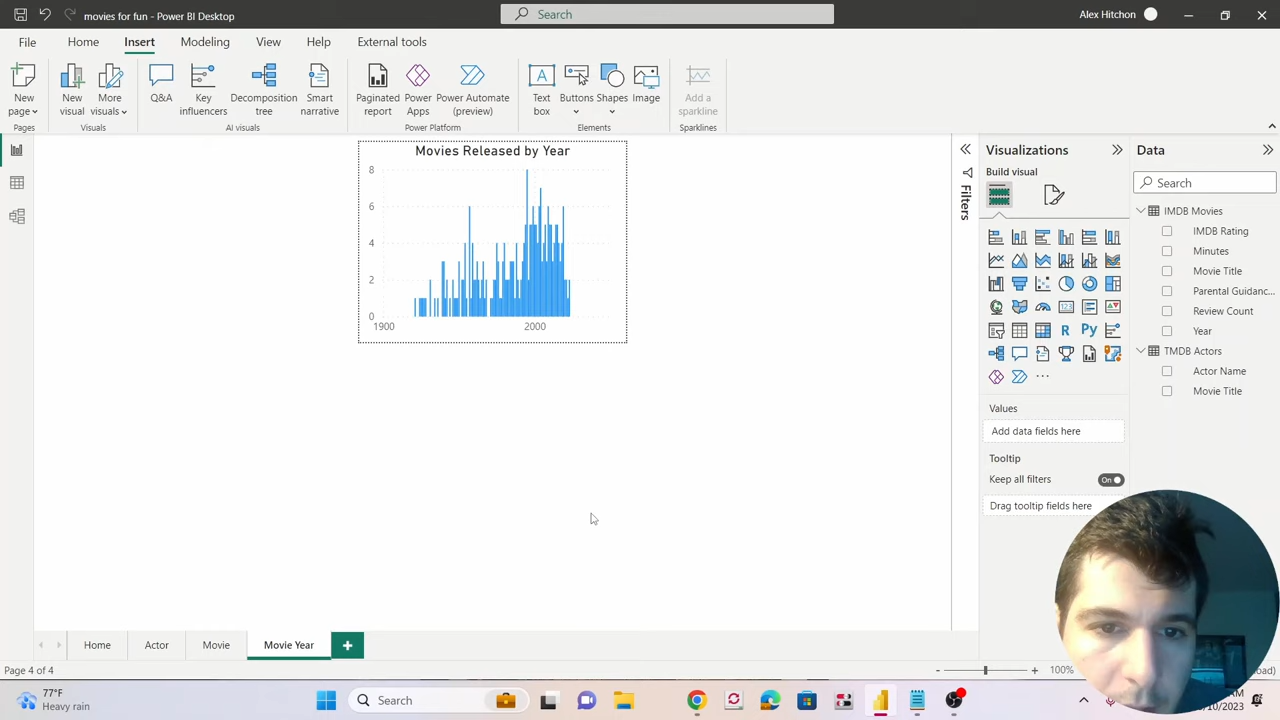 movies for fun - Power BI Desktop
Search
Alex Hitchon
File
Home
Insert
Modeling
View
Help
External tools
New page
New visual
More visuals
Q&A
Key influencers
Decomposition tree
Smart narrative
Paginated report
Power Apps
Power Automate (preview)
Text box
Buttons
Shapes
Image
Add a sparkline
Pages
Visuals
AI visuals
Power Platform
Elements
Sparklines
Movies Released by Year
8
6
4
2
0
1900
2000
Filters
Visualizations
Build visual
R
Py
123
Values
Add data fields here
Tooltip
Keep all filters
On
Drag tooltip fields here
Data
Search
IMDB Movies
IMDB Rating
Minutes
Movie Title
Parental Guidanc...
Review Count
Year
TMDB Actors
Actor Name
Movie Title
Home
Actor
Movie
Movie Year
Page 4 of 4
100%
77°F
Heavy rain
Search